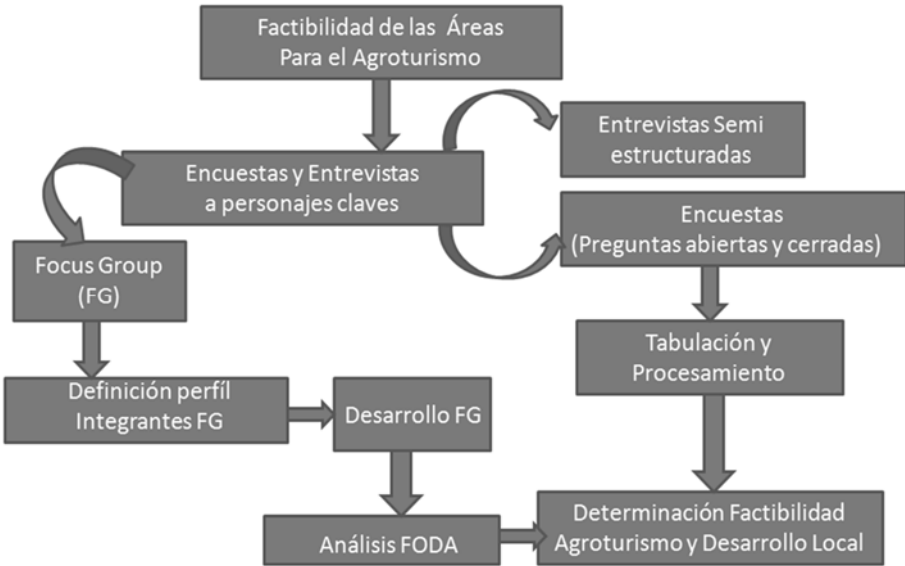 Factibilidad de las Áreas
Para el Agroturismo
Entrevistas Semi
estructuradas
Encuestas y Entrevistas
a personajes claves
Encuestas
(Preguntas abiertas y cerradas)
Focus Group
(FG)
Tabulación y
Procesamiento
Definición perfíl
Integrantes FG
Desarrollo FG
Análisis FODA
Determinación Factibilidad
Agroturismo y Desarrollo Local